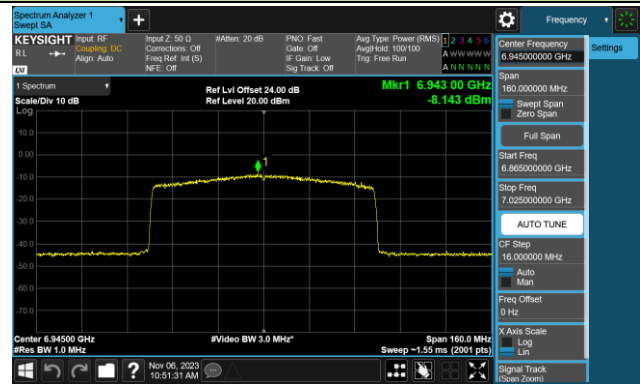 Spectrum Analyzer 1
Swept SA
Frequency
KEYSIGHT
RL
LXI
Input: RF
Coupling: DC
Align: Auto
Input Z: 50 Ω
Corrections: Off
Freq Ref: Int (S)
NFE: Off
#Atten: 20 dB
PNO: Fast
Gate: Off
IF Gain: Low
Sig Track: Off
Avg Type: Power (RMS)
Avg|Hold: 100/100
Trig: Free Run
1 2 3 4 5 6
A W W W W W
A N N N N N
1 Spectrum
Scale/Div 10 dB
Log
Ref Lvl Offset 24.00 dB
Ref Level 20.00 dBm
Mkr1 6.943 00 GHz
-8.143 dBm
10.0
0.00
-10.0
-20.0
-30.0
-40.0
-50.0
-60.0
-70.0
1
Center 6.94500 GHz
#Res BW 1.0 MHz
#Video BW 3.0 MHz*
Span 160.0 MHz
Sweep ~1.55 ms (2001 pts)
Nov 06, 2023
10:51:31 AM
Settings
Center Frequency
6.945000000 GHz
Span
160.000000 MHz
Swept Span
Zero Span
Full Span
Start Freq
6.865000000 GHz
Stop Freq
7.025000000 GHz
AUTO TUNE
CF Step
16.000000 MHz
Auto
Man
Freq Offset
0 Hz
X Axis Scale
Log
Lin
Signal Track
(Span Zoom)